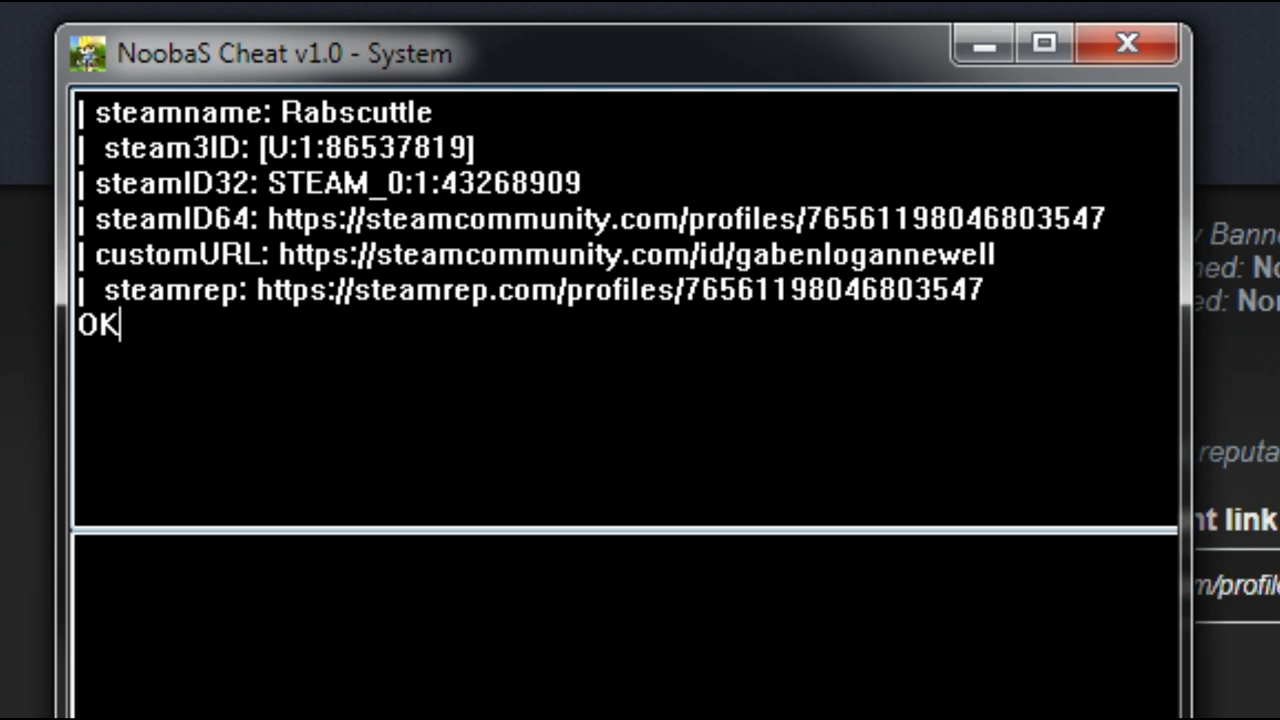 NoobaS Cheat v1.0 - System
| steamname: Rabscuttle
| steam3ID: [U:1:86537819]
| steamID32: STEAM_0:1:43268909
| steamID64: https://steamcommunity.com/profiles/76561198046803547
| customURL: https://steamcommunity.com/id/gabenlogannewell
| steamrep: https://steamrep.com/profiles/76561198046803547
OK